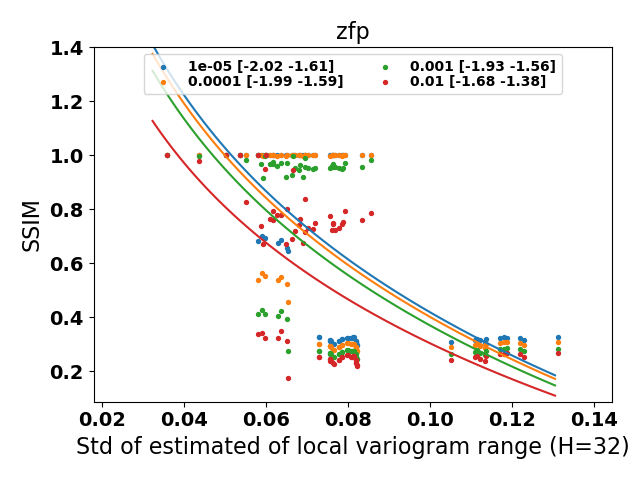 zfp
1e-05 [-2.02 -1.61]
0.0001 [-1.99 -1.59]
0.001 [-1.93 -1.56]
0.01 [-1.68 -1.38]
SSIM
1.4
1.2
1.0
0.8
0.6
0.4
0.2
0.02 0.04 0.06 0.08 0.10 0.12 0.14
Std of estimated of local variogram range (H=32)